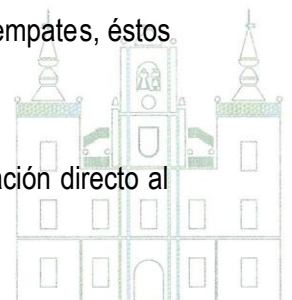 empates, éstos
ación directo al